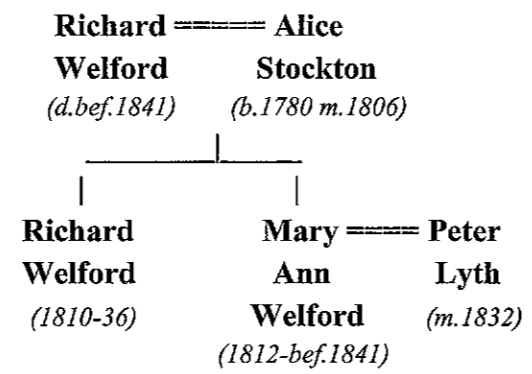 Richard ===== Alice
Welford Stockton
(d.bef.1841) (b.1780 m.1806)
Richard Mary ==== Peter
Welford Ann Lyth
(1810-36) Welford (m.1832)
(1812-bef.1841)